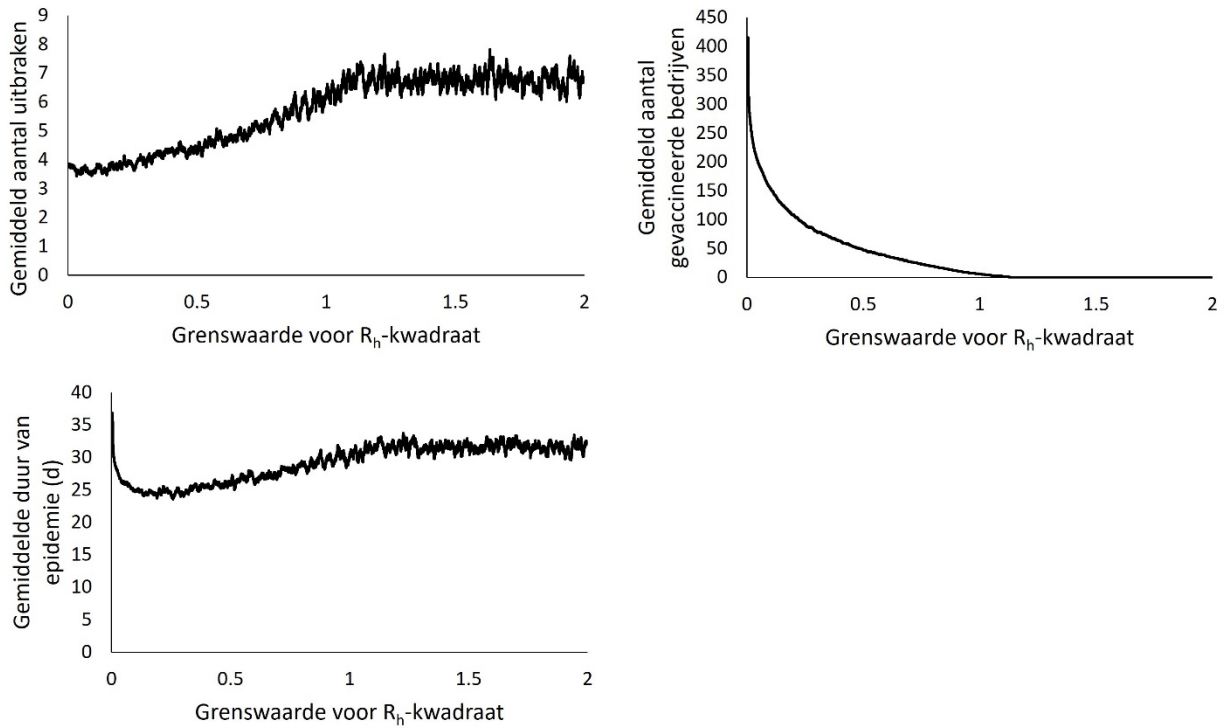 Gemiddeld aantal uitbraken
9
8
7
6
5
4
3
2
1
0
0 0.5 1 1.5 2
Grenswaarde voor Rₕ-kwadraat
Gemiddeld aantal
gevaccineerde bedrijven
450
400
350
300
250
200
150
100
50
0
0 0.5 1 1.5 2
Grenswaarde voor Rₕ-kwadraat
Gemiddelde duur van
epidemie (d)
40
35
30
25
20
15
10
5
0
0 0.5 1 1.5 2
Grenswaarde voor Rₕ-kwadraat